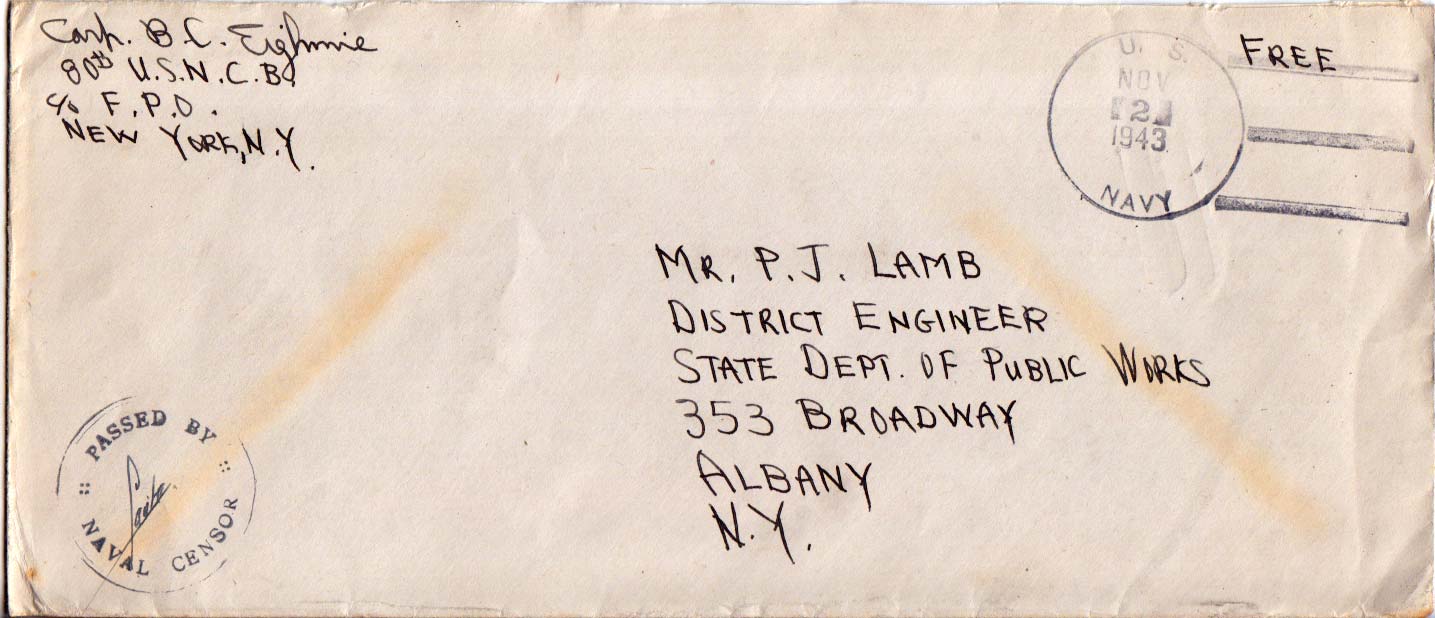 Carp. B.C. Eighmie
80th U.S.N.C.B.
c/o F.P.O.
NEW YORK, N.Y.
U. S.
NOV
2
1943
NAVY
FREE
MR. P.J. LAMB
DISTRICT ENGINEER
STATE DEPT. OF PUBLIC WORKS
353 BROADWAY
ALBANY
N.Y.
PASSED BY
NAVAL CENSOR